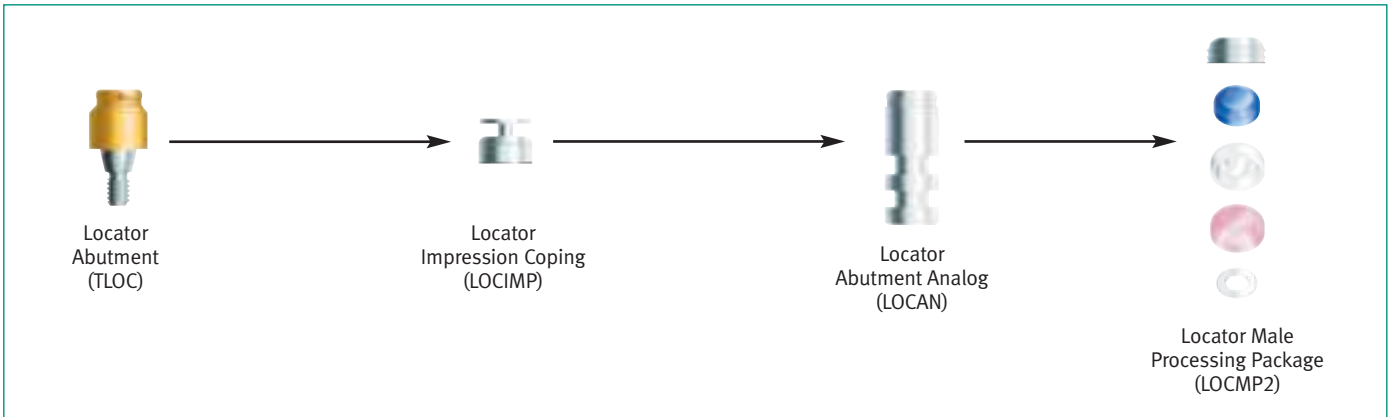 Locator
Abutment
(TLOC)
Locator
Impression Coping
(LOCIMP)
Locator
Abutment Analog
(LOCAN)
Locator Male
Processing Package
(LOCMP2)